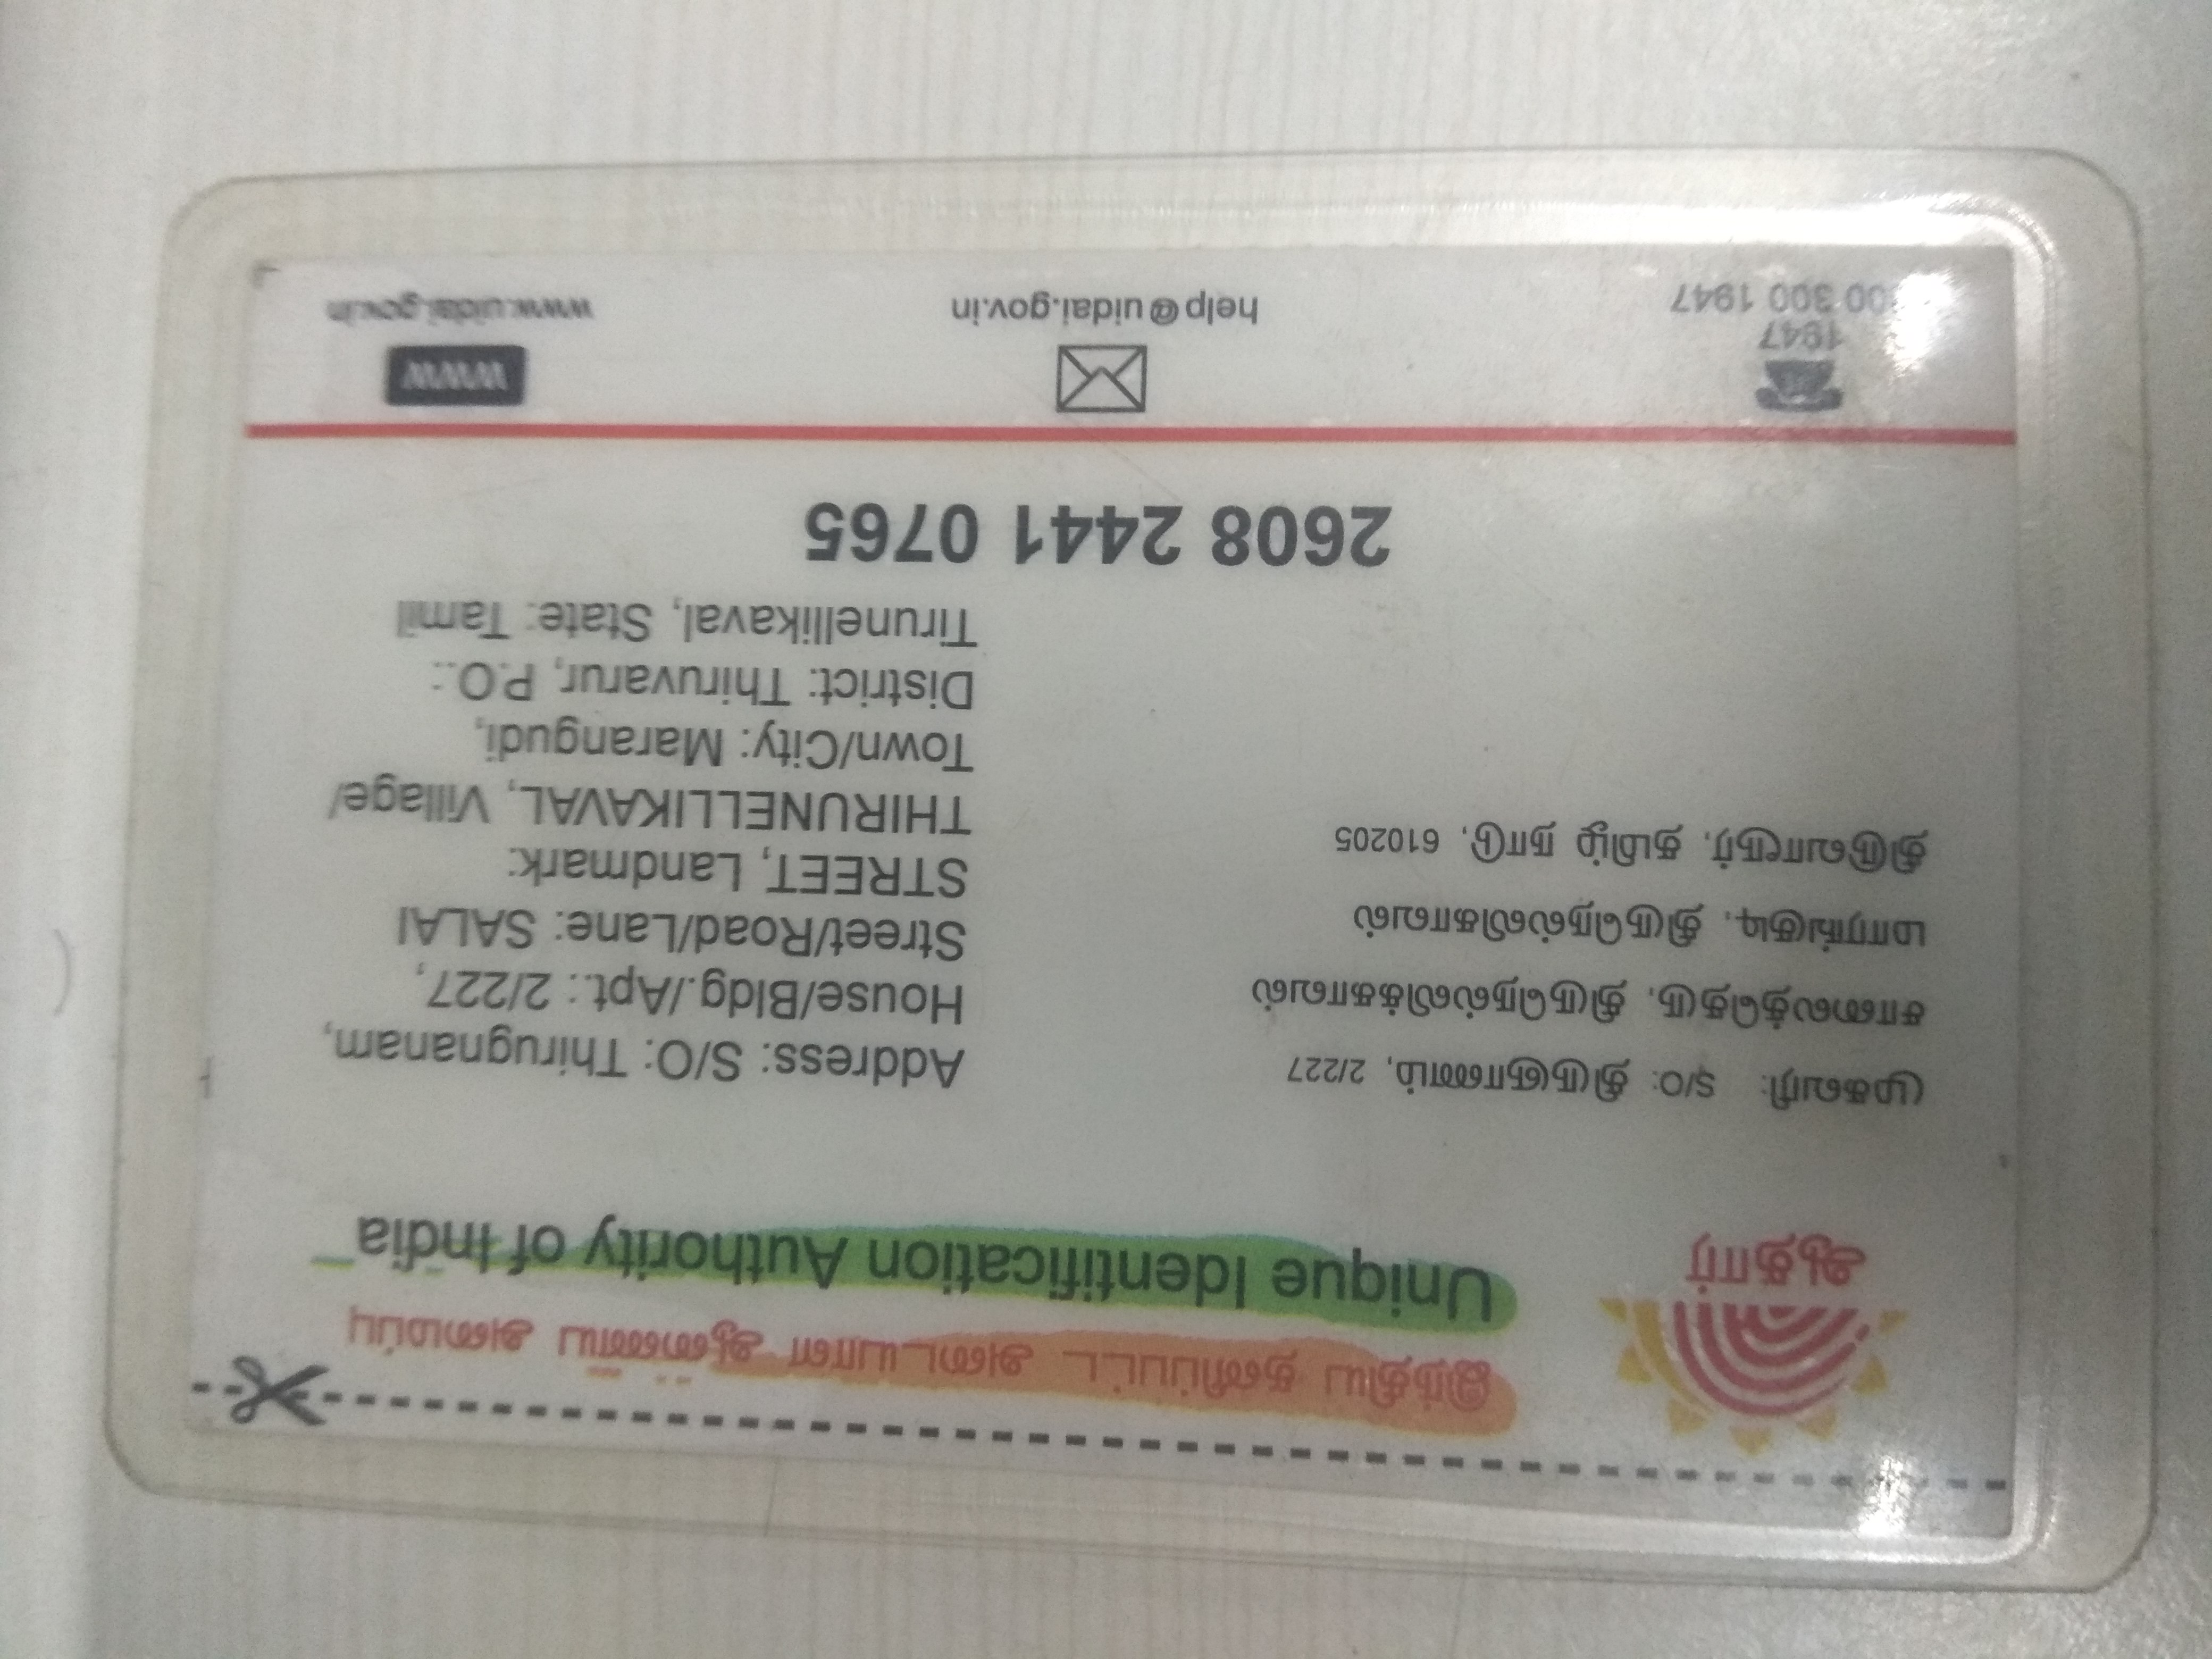 இந்திய தனிப்பட்ட அடையாள ஆணைய அமைப்பு
Unique Identification Authority of India
ஆதார்
முகவரி: S/O: திருஞானம், 2/227
சாலைத்தெரு, திருநெல்லிக்காவல்
மாரங்குடி, திருநெல்லிகாவல்
திருவாரூர், தமிழ் நாடு, 610205
Address: S/O: Thirugnanam,
House/Bldg./Apt.: 2/227,
Street/Road/Lane: SALAI
STREET, Landmark:
THIRUNELLIKAVAL, Village/
Town/City: Marangudi,
District: Thiruvarur, P.O.:
Tirunellikaval, State: Tamil
2608 2441 0765
1947
300 1947
help@uidai.gov.in
WWW
www.uidai.gov.in